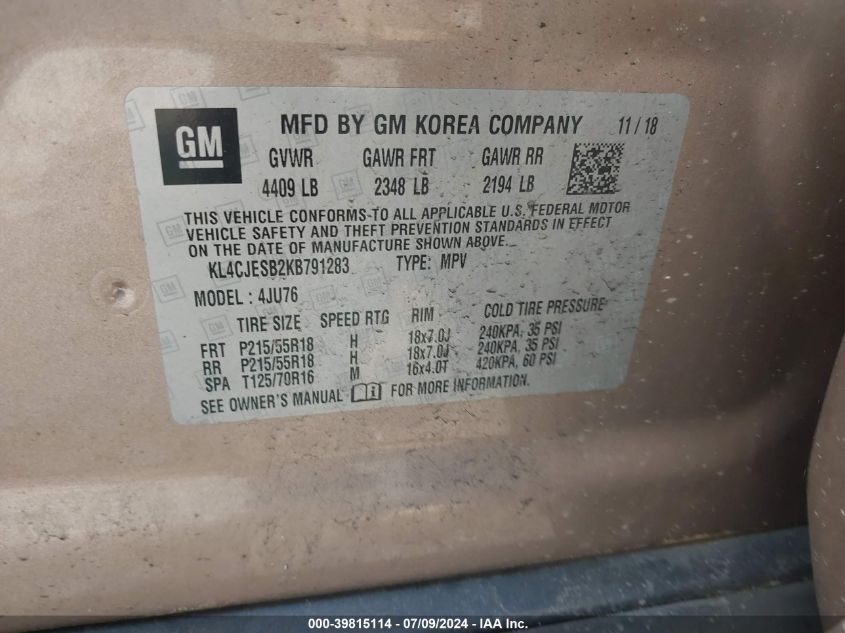 GM MFD BY GM KOREA COMPANY 11 / 18
GVWR GAWR FRT GAWR RR
4409 LB 2348 LB 2194 LB
THIS VEHICLE CONFORMS TO ALL APPLICABLE U.S. FEDERAL MOTOR
VEHICLE SAFETY AND THEFT PREVENTION STANDARDS IN EFFECT
ON THE DATE OF MANUFACTURE SHOWN ABOVE.
KL4CJESB2KB791283 TYPE: MPV
MODEL : 4JU76
TIRE SIZE SPEED RTG RIM COLD TIRE PRESSURE
FRT P215/55R18 H 18x7.0J 240KPA, 35 PSI
RR P215/55R18 H 18x7.0J 240KPA, 35 PSI
SPA T125/70R16 M 16x4.0T 420KPA, 60 PSI
SEE OWNER'S MANUAL FOR MORE INFORMATION
000-39815114 - 07/09/2024 - IAA Inc.